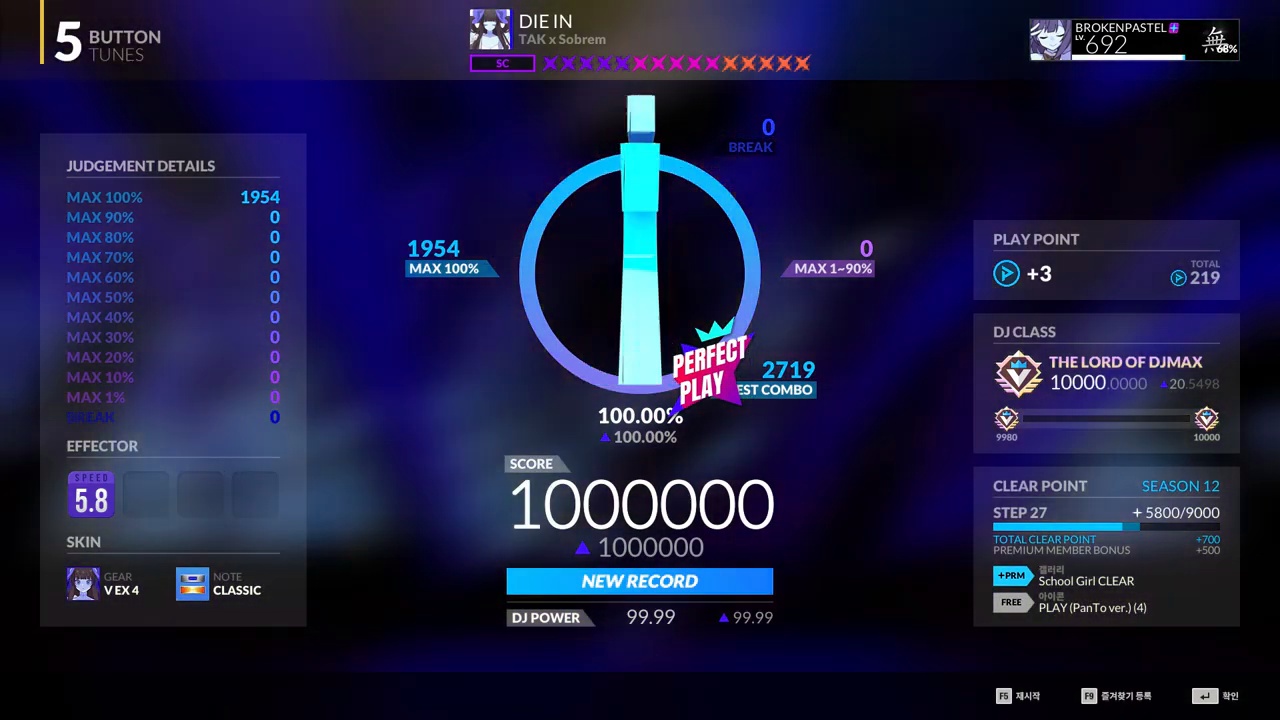 5 BUTTON TUNES
DIE IN
TAK x Sobrem
SC
BROKENPASTEL
LV. 692
無
68%
JUDGEMENT DETAILS
MAX 100% 1954
MAX 90% 0
MAX 80% 0
MAX 70% 0
MAX 60% 0
MAX 50% 0
MAX 40% 0
MAX 30% 0
MAX 20% 0
MAX 10% 0
MAX 1% 0
BREAK 0
EFFECTOR
SPEED
5.8
SKIN
GEAR
V EX 4
NOTE
CLASSIC
0
BREAK
1954
MAX 100%
0
MAX 1~90%
PERFECT
PLAY
2719
EST COMBO
100.00%
100.00%
SCORE
1000000
1000000
NEW RECORD
DJ POWER 99.99 99.99
PLAY POINT
+3
TOTAL
219
DJ CLASS
THE LORD OF DJMAX
10000.0000 20.5498
9980 10000
CLEAR POINT SEASON 12
STEP 27 + 5800/9000
TOTAL CLEAR POINT +700
PREMIUM MEMBER BONUS +500
+PRM 갤러리
School Girl CLEAR
FREE 아이콘
PLAY (PanTo ver.) (4)
F5 재시작
F9 즐겨찾기 등록
확인